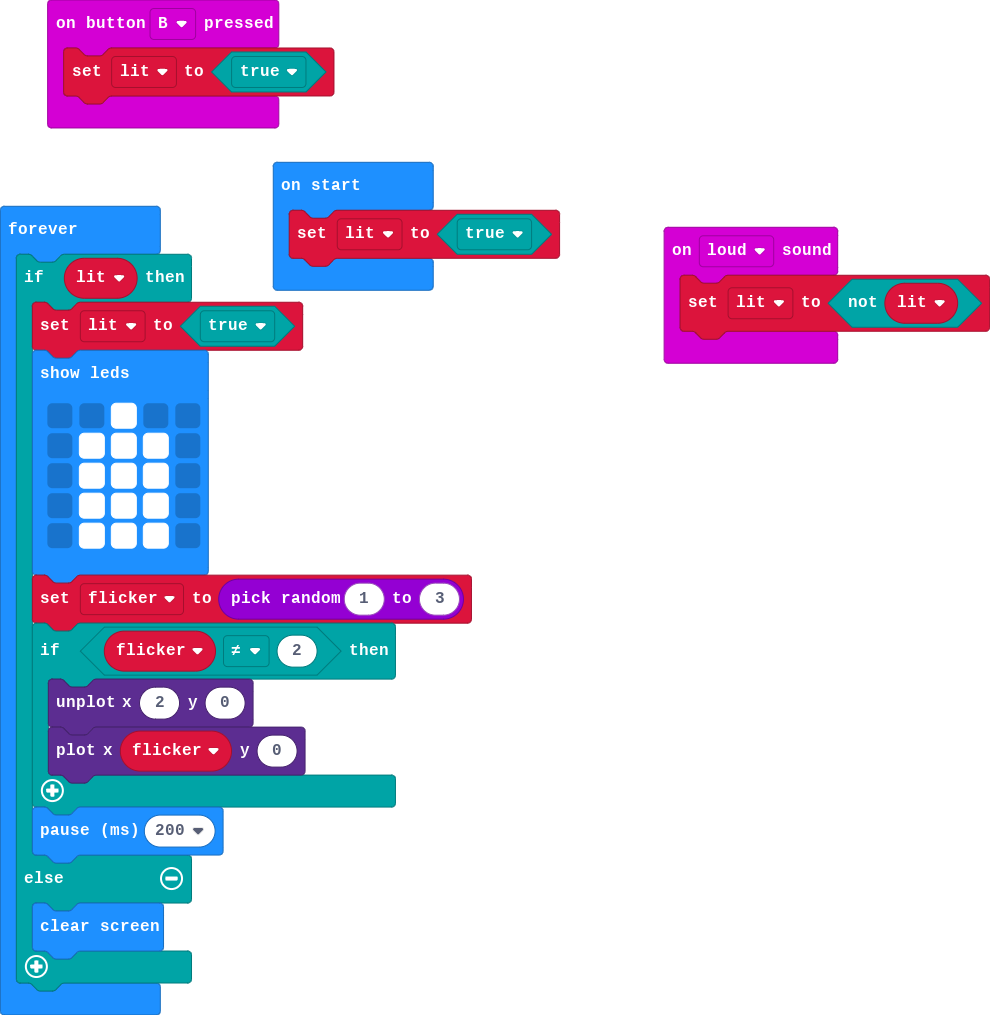 on button B pressed
set lit to true
on start
set lit to true
on loud sound
set lit to not lit
forever
if lit then
set lit to true
show leds
set flicker to pick random 1 to 3
if flicker ≠ 2 then
unplot x 2 y 0
plot x flicker y 0
pause (ms) 200
else
clear screen